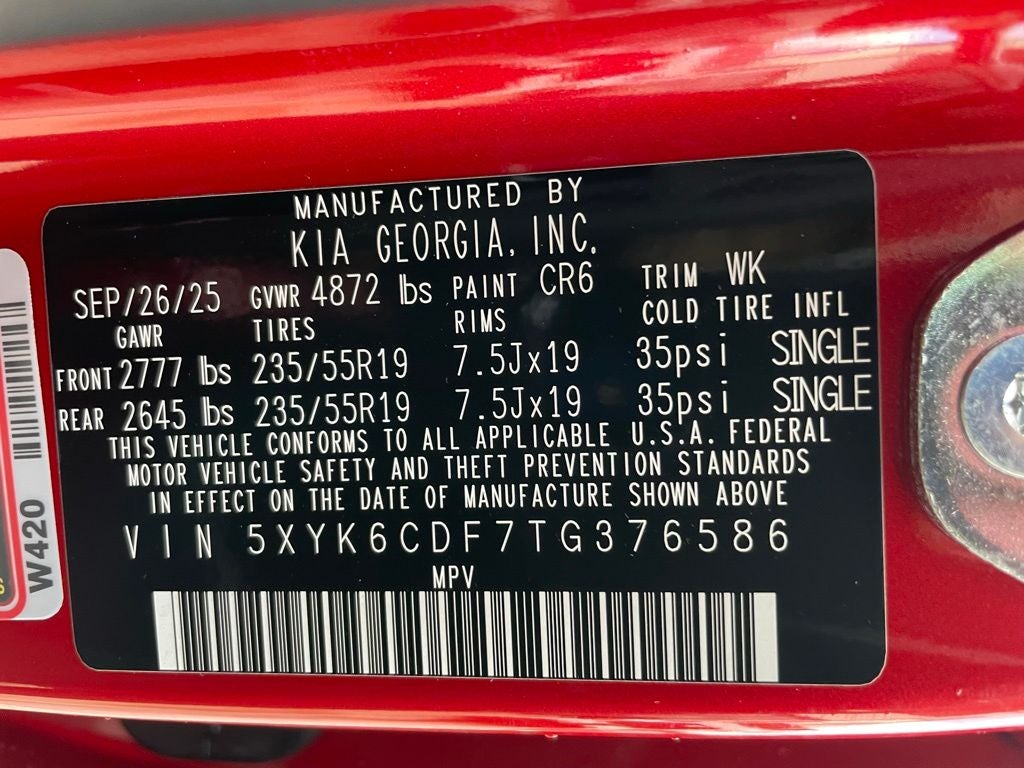 MANUFACTURED BY
KIA GEORGIA, INC.
SEP/26/25 GVWR 4872 lbs PAINT CR6 TRIM WK
GAWR TIRES RIMS COLD TIRE INFL
FRONT 2777 lbs 235/55R19 7.5Jx19 35psi SINGLE
REAR 2645 lbs 235/55R19 7.5Jx19 35psi SINGLE
THIS VEHICLE CONFORMS TO ALL APPLICABLE U.S.A. FEDERAL
MOTOR VEHICLE SAFETY AND THEFT PREVENTION STANDARDS
IN EFFECT ON THE DATE OF MANUFACTURE SHOWN ABOVE
VIN 5XYK6CDF7TG376586
MPV
W420